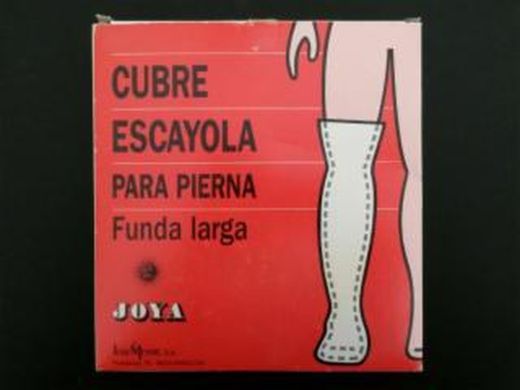 CUBRE
ESCAYOLA
PARA PIERNA
Funda larga
JOYA